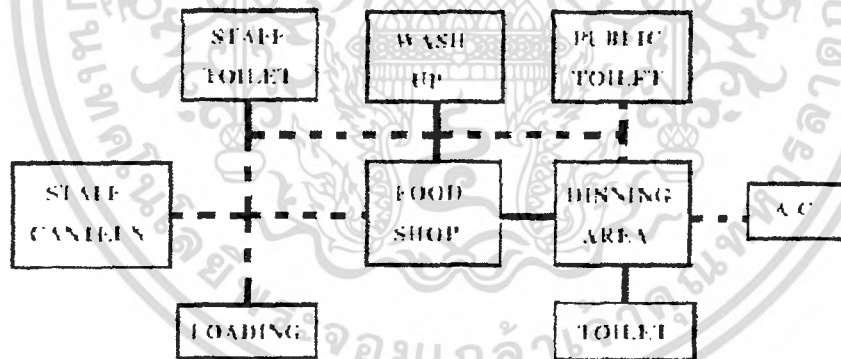 STAFF
TOILET
WASH
UP
PUBLIC
TOILET
STAFF
CANTEEN
FOOD
SHOP
DINNING
AREA
A/C
LOADING
TOILET